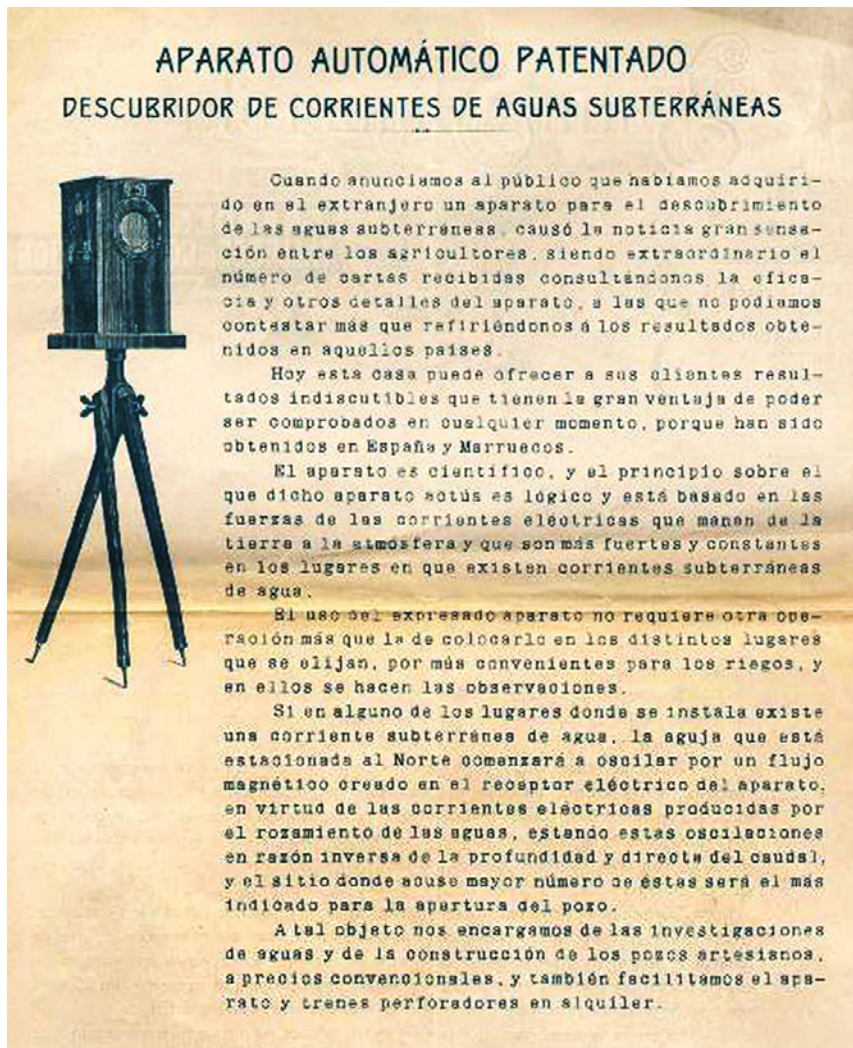 APARATO AUTOMÁTICO PATENTADO
DESCUBRIDOR DE CORRIENTES DE AGUAS SUBTERRÁNEAS
Cuando anunciamos al público que habíamos adquiri-
do en el extranjero un aparato para el descubrimiento
de las aguas subterráneas, causó la noticia gran sensa-
ción entre los agricultores, siendo extraordinario el
número de cartas recibidas consultándonos la efica-
cia y otros detalles del aparato, a las que no podíamos
contestar más que refiriéndonos á los resultados obte-
nidos en aquellos países.
Hoy esta casa puede ofrecer a sus clientes resul-
tados indiscutibles que tienen la gran ventaja de poder
ser comprobados en cualquier momento, porque han sido
obtenidos en España y Marruecos.
El aparato es científico, y el principio sobre el
que dicho aparato actúa es lógico y está basado en las
fuerzas de las corrientes eléctricas que manan de la
tierra a la atmósfera y que son más fuertes y constantes
en los lugares en que existen corrientes subterráneas
de agua.
El uso del expresado aparato no requiere otra ope-
ración más que la de colocarlo en los distintos lugares
que se elijan, por más convenientes para los riegos, y
en ellos se hacen las observaciones.
Si en alguno de los lugares donde se instala existe
una corriente subterránea de agua, la aguja que está
estacionada al Norte comenzará a oscilar por un flujo
magnético creado en el receptor eléctrico del aparato,
en virtud de las corrientes eléctricas producidas por
el rozamiento de las aguas, estando estas oscilaciones
en razón inversa de la profundidad y directa del caudal,
y el sitio donde acuse mayor número de éstas será el más
indicado para la apertura del pozo.
A tal objeto nos encargamos de las investigaciones
de aguas y de la construcción de los pozos artesianos,
a precios convencionales, y también facilitamos el apa-
rato y trenes perforadores en alquiler.